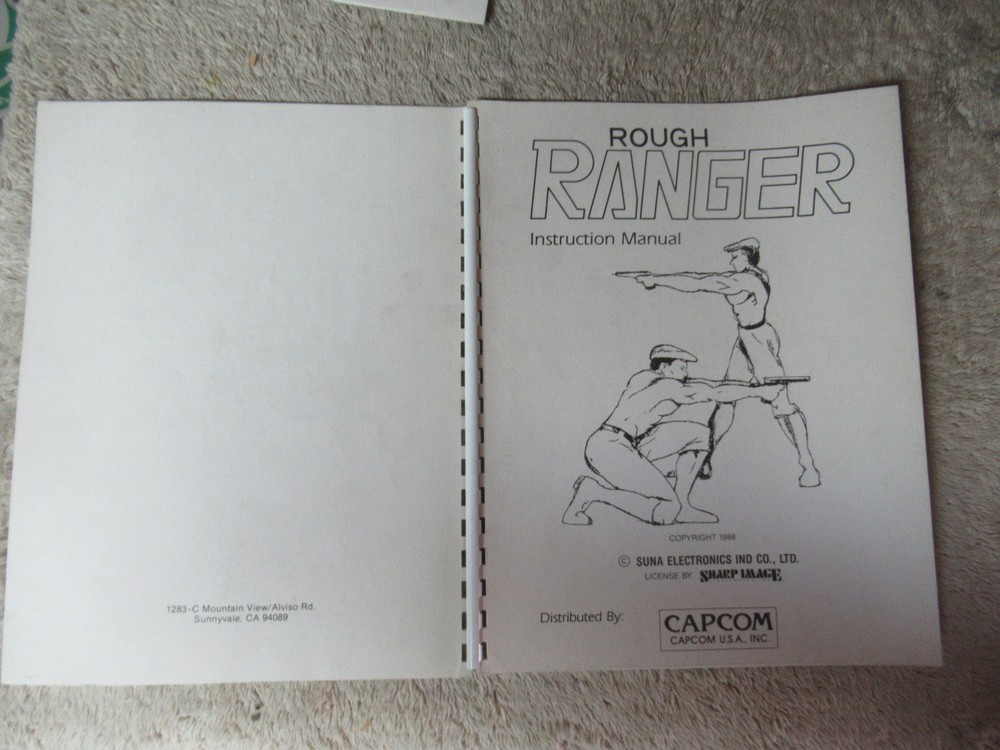 1283-C Mountain View/Alviso Rd.
Sunnyvale, CA 94089
ROUGH
RANGER
Instruction Manual
COPYRIGHT 1988
© SUNA ELECTRONICS IND CO., LTD.
LICENSE BY SHARP IMAGE
Distributed By:
CAPCOM
CAPCOM U.S.A., INC.